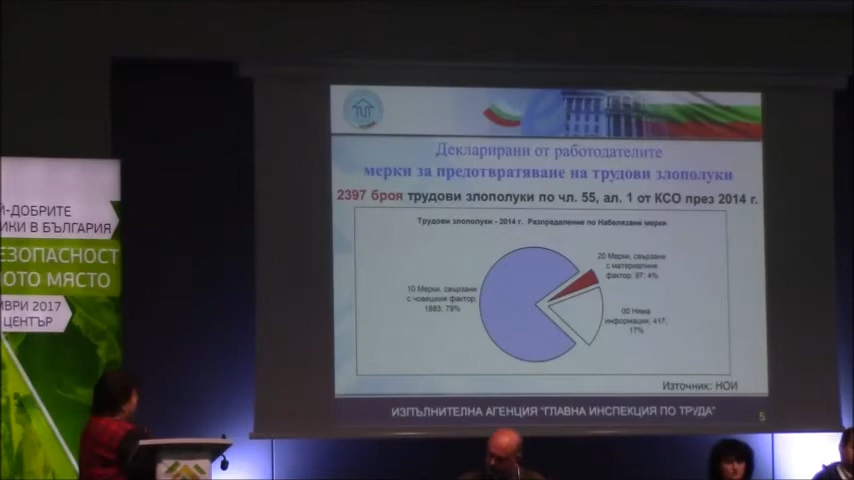 Декларирани от работодателите
мерки за предотвратяване на трудови злополуки
2397 броя трудови злополуки по чл. 55, ал. 1 от КСО през 2014 г.
Трудови злополуки - 2014 г. Разпределение по Набелязане мерки
20 Мерки, свързани
с материалния
фактор; 97; 4%
10 Мерки, свързани
с човешкия фактор;
1883; 79%
00 Няма
информация; 417;
17%
Източник: НОИ
ИЗПЪЛНИТЕЛНА АГЕНЦИЯ "ГЛАВНА ИНСПЕКЦИЯ ПО ТРУДА"
5
Й-ДОБРИТЕ
ИКИ В БЪЛГАРИЯ
ЕЗОПАСНОСТ
ОТО МЯСТО
МВРИ 2017
ЦЕНТЪР